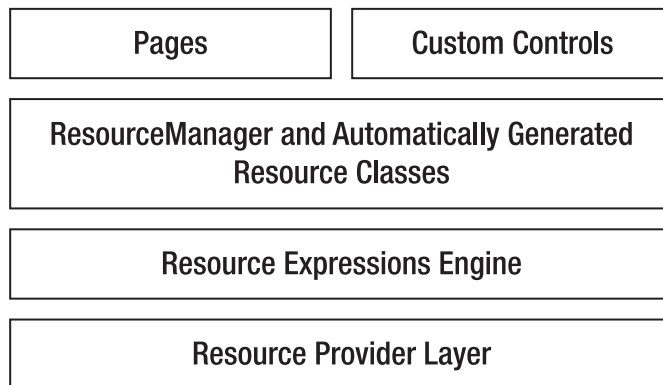 Pages
Custom Controls
ResourceManager and Automatically Generated
Resource Classes
Resource Expressions Engine
Resource Provider Layer